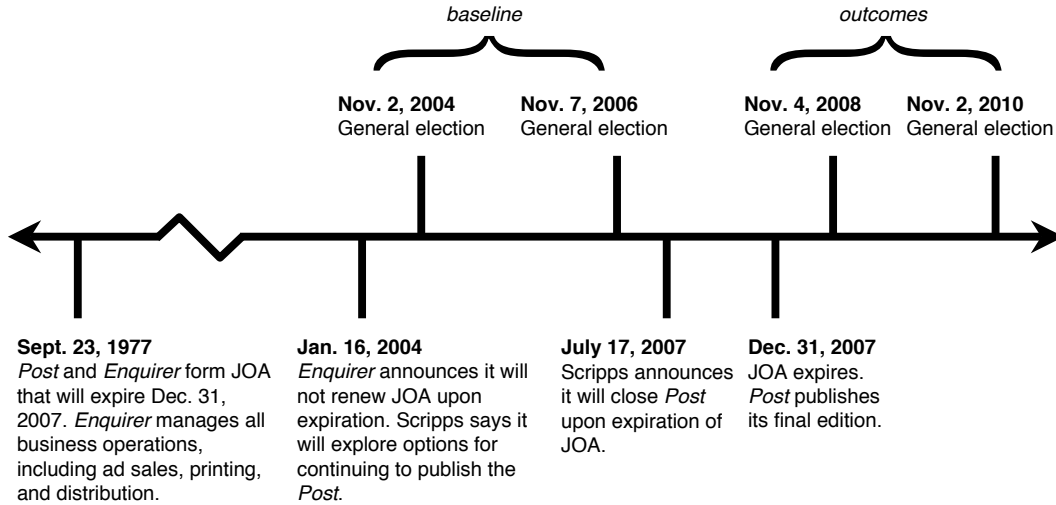 baseline
outcomes
Nov. 2, 2004
General election
Nov. 7, 2006
General election
Nov. 4, 2008
General election
Nov. 2, 2010
General election
Sept. 23, 1977
Post and Enquirer form JOA
that will expire Dec. 31,
2007. Enquirer manages all
business operations,
including ad sales, printing,
and distribution.
Jan. 16, 2004
Enquirer announces it will
not renew JOA upon
expiration. Scripps says it
will explore options for
continuing to publish the
Post.
July 17, 2007
Scripps announces
it will close Post
upon expiration of
JOA.
Dec. 31, 2007
JOA expires.
Post publishes
its final edition.